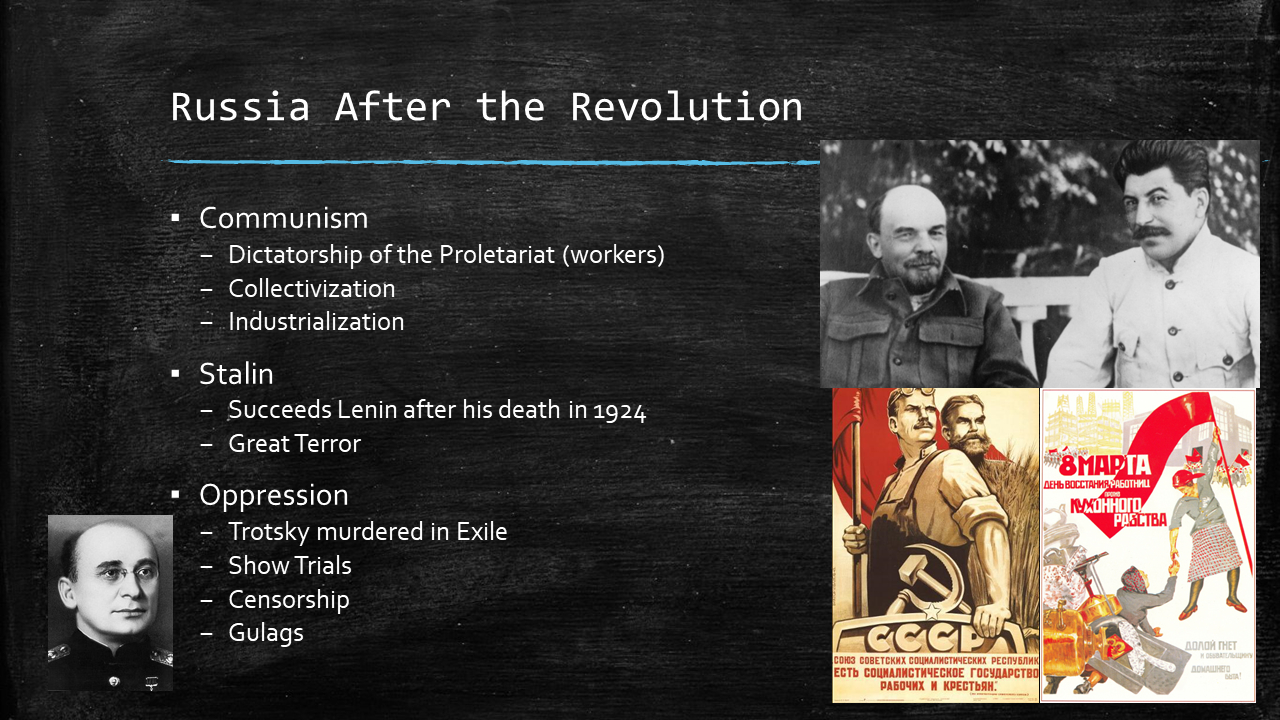 Russia After the Revolution
▪ Communism
– Dictatorship of the Proletariat (workers)
– Collectivization
– Industrialization
▪ Stalin
– Succeeds Lenin after his death in 1924
– Great Terror
▪ Oppression
– Trotsky murdered in Exile
– Show Trials
– Censorship
– Gulags
СССР
СОЮЗ СОВЕТСКИХ СОЦИАЛИСТИЧЕСКИХ РЕСПУБЛИК
ЕСТЬ СОЦИАЛИСТИЧЕСКОЕ ГОСУДАРСТВО
РАБОЧИХ И КРЕСТЬЯН.
8 МАРТА
ДЕНЬ ВОССТАНИЯ РАБОТНИЦ
ПРОТИВ
КУХОННОГО
РАБСТВА
ДОЛОЙ ГНЕТ
И ОБЫВАТЕЛЬЩИНУ
ДОМАШНЕГО
БЫТА!